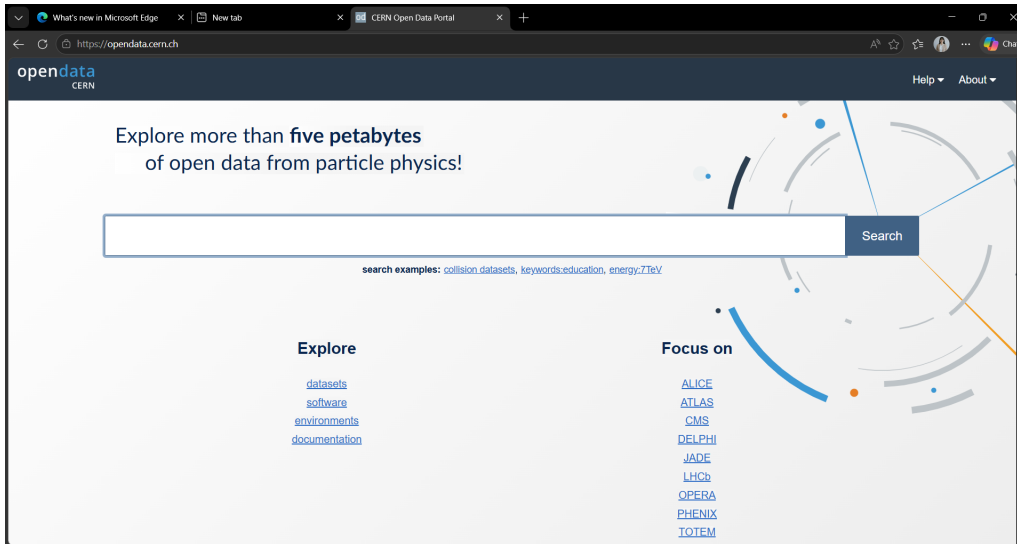 What's new in Microsoft Edge
New tab
CERN Open Data Portal
https://opendata.cern.ch
Chat
opendata
CERN
Help
About
Explore more than five petabytes
of open data from particle physics!
Search
search examples: collision datasets, keywords:education, energy:7TeV
Explore
datasets
software
environments
documentation
Focus on
ALICE
ATLAS
CMS
DELPHI
JADE
LHCb
OPERA
PHENIX
TOTEM